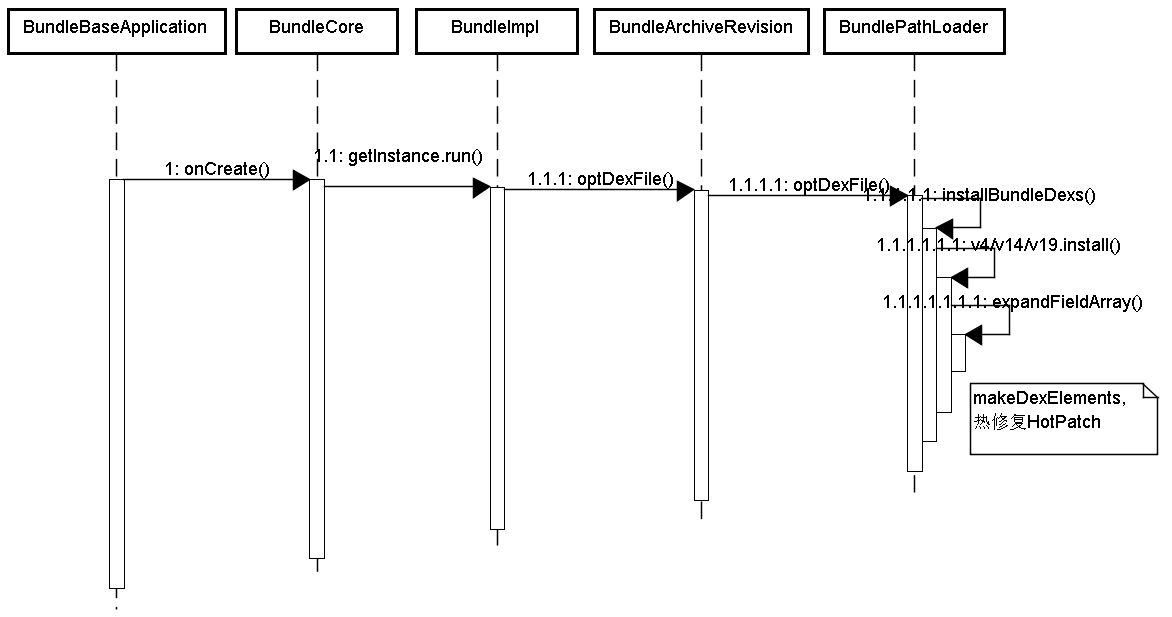 BundleBaseApplication
BundleCore
BundleImpl
BundleArchiveRevision
BundlePathLoader
1: onCreate()
1.1: getInstance.run()
1.1.1: optDexFile()
1.1.1.1: optDexFile()
1.1.1.1.1: installBundleDexs()
1.1.1.1.1.1: v4/v14/v19.install()
1.1.1.1.1.1.1: expandFieldArray()
makeDexElements,
热修复HotPatch